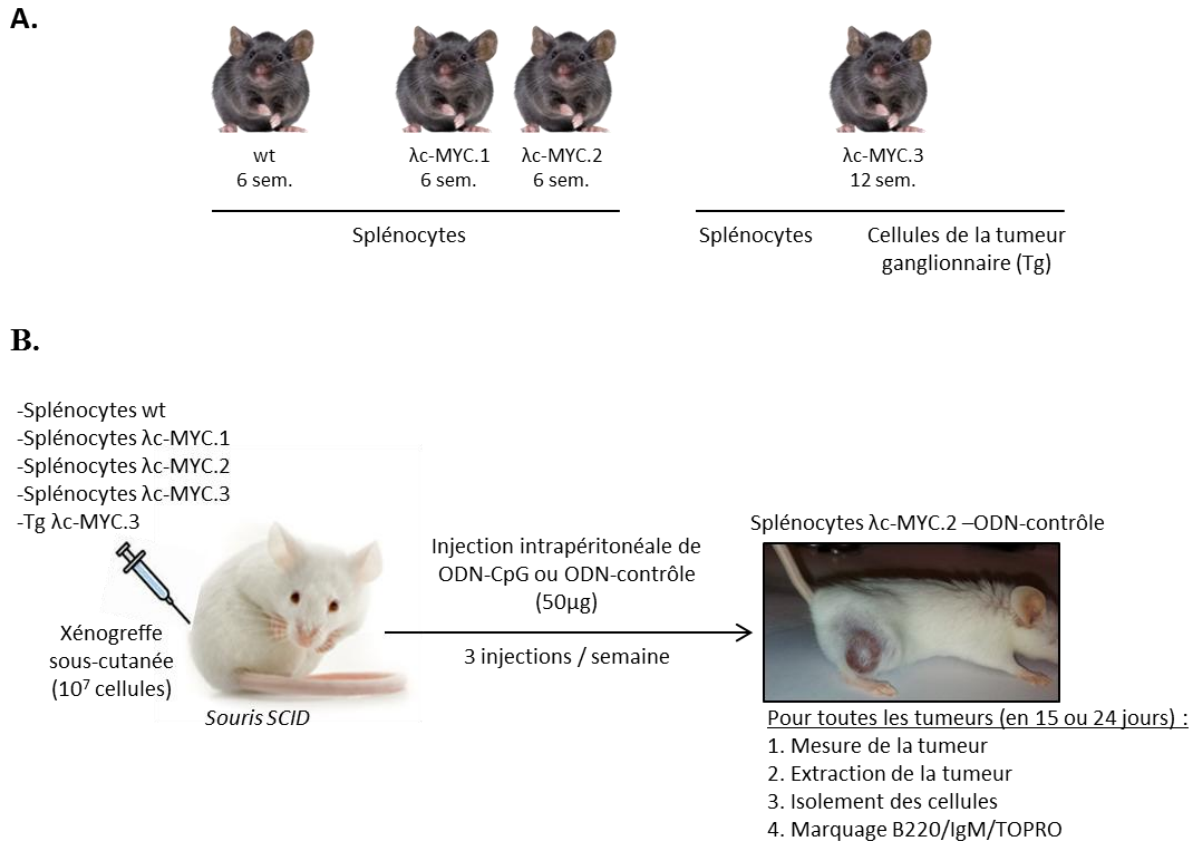 A.
wt
6 sem.
λc-MYC.1
6 sem.
λc-MYC.2
6 sem.
λc-MYC.3
12 sem.
Splénocytes
Splénocytes
Cellules de la tumeur
ganglionnaire (Tg)
B.
-Splénocytes wt
-Splénocytes λc-MYC.1
-Splénocytes λc-MYC.2
-Splénocytes λc-MYC.3
-Tg λc-MYC.3
Xénogreffe
sous-cutanée
(10⁷ cellules)
Souris SCID
Injection intrapéritonéale de
ODN-CpG ou ODN-contrôle
(50µg)
3 injections / semaine
Splénocytes λc-MYC.2 –ODN-contrôle
Pour toutes les tumeurs (en 15 ou 24 jours) :
1. Mesure de la tumeur
2. Extraction de la tumeur
3. Isolement des cellules
4. Marquage B220/IgM/TOPRO